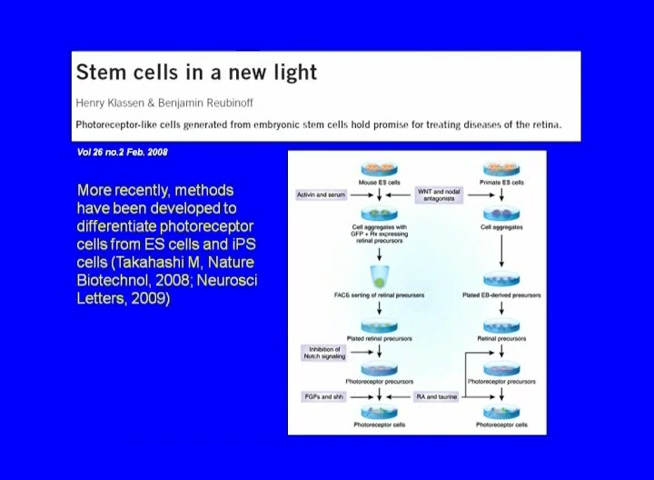 Stem cells in a new light
Henry Klassen & Benjamin Reubinoff
Photoreceptor-like cells generated from embryonic stem cells hold promise for treating diseases of the retina.
Vol 26 no.2 Feb. 2008
More recently, methods
have been developed to
differentiate photoreceptor
cells from ES cells and iPS
cells (Takahashi M, Nature
Biotechnol, 2008; Neurosci
Letters, 2009)
Mouse ES cells
Primate ES cells
Activin and serum
WNT and nodal
antagonists
Cell aggregates with
GFP + Rx expressing
retinal precursors
Cell aggregates
FACS sorting of retinal precursors
Plated EB-derived precursors
Plated retinal precursors
Retinal precursors
Inhibition of
Notch signaling
Photoreceptor precursors
Photoreceptor precursors
FGFs and shh
RA and taurine
Photoreceptor cells
Photoreceptor cells